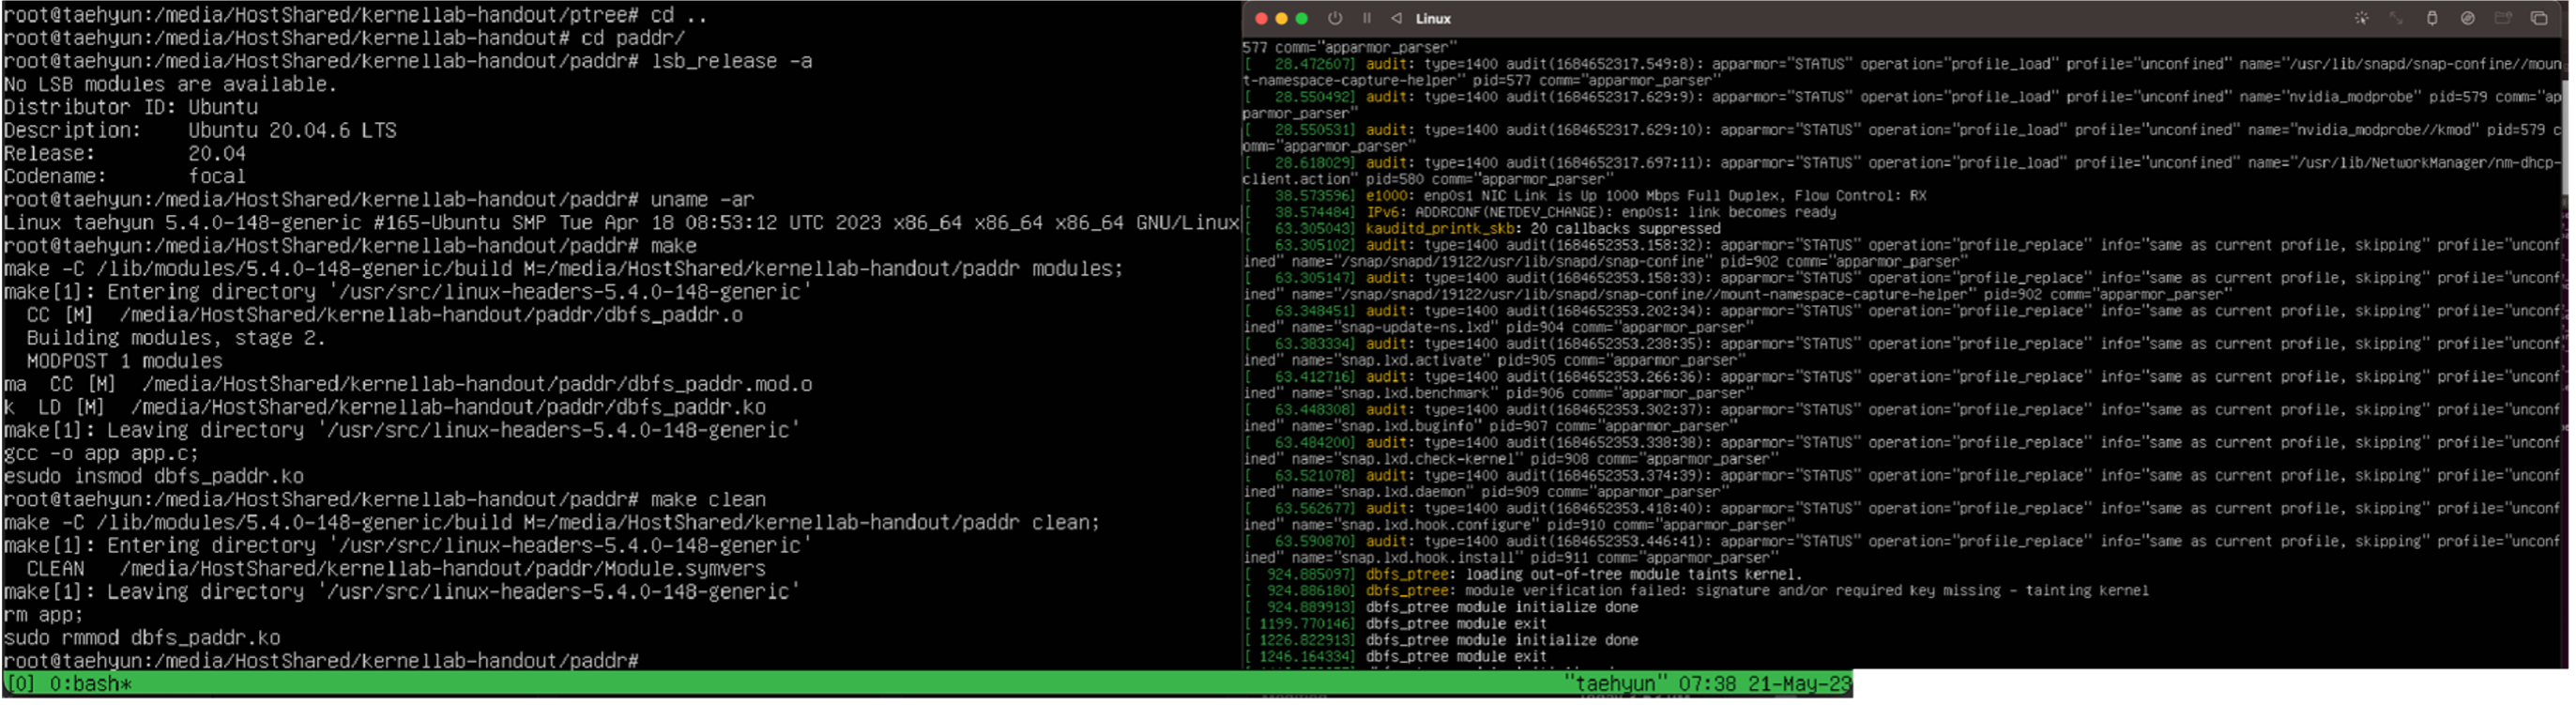 root@taehyun:/media/HostShared/kernellab-handout/ptree# cd ..
root@taehyun:/media/HostShared/kernellab-handout# cd paddr/
root@taehyun:/media/HostShared/kernellab-handout/paddr# lsb_release -a
No LSB modules are available.
Distributor ID: Ubuntu
Description:    Ubuntu 20.04.6 LTS
Release:        20.04
Codename:       focal
root@taehyun:/media/HostShared/kernellab-handout/paddr# uname -ar
Linux taehyun 5.4.0-148-generic #165-Ubuntu SMP Tue Apr 18 08:53:12 UTC 2023 x86_64 x86_64 x86_64 GNU/Linux
root@taehyun:/media/HostShared/kernellab-handout/paddr# make
make -C /lib/modules/5.4.0-148-generic/build M=/media/HostShared/kernellab-handout/paddr modules;
make[1]: Entering directory '/usr/src/linux-headers-5.4.0-148-generic'
  CC [M]  /media/HostShared/kernellab-handout/paddr/dbfs_paddr.o
  Building modules, stage 2.
  MODPOST 1 modules
ma  CC [M]  /media/HostShared/kernellab-handout/paddr/dbfs_paddr.mod.o
k  LD [M]  /media/HostShared/kernellab-handout/paddr/dbfs_paddr.ko
make[1]: Leaving directory '/usr/src/linux-headers-5.4.0-148-generic'
gcc -o app app.c;
esudo insmod dbfs_paddr.ko
root@taehyun:/media/HostShared/kernellab-handout/paddr# make clean
make -C /lib/modules/5.4.0-148-generic/build M=/media/HostShared/kernellab-handout/paddr clean;
make[1]: Entering directory '/usr/src/linux-headers-5.4.0-148-generic'
  CLEAN   /media/HostShared/kernellab-handout/paddr/Module.symvers
make[1]: Leaving directory '/usr/src/linux-headers-5.4.0-148-generic'
rm app;
sudo rmmod dbfs_paddr.ko
root@taehyun:/media/HostShared/kernellab-handout/paddr#
[0] 0:bash*
"taehyun" 07:38 21-May-23
Linux
577 comm="apparmor_parser"
[   28.472607] audit: type=1400 audit(1684652317.549:8): apparmor="STATUS" operation="profile_load" profile="unconfined" name="/usr/lib/snapd/snap-confine//moun
t-namespace-capture-helper" pid=577 comm="apparmor_parser"
[   28.550492] audit: type=1400 audit(1684652317.629:9): apparmor="STATUS" operation="profile_load" profile="unconfined" name="nvidia_modprobe" pid=579 comm="ap
parmor_parser"
[   28.550531] audit: type=1400 audit(1684652317.629:10): apparmor="STATUS" operation="profile_load" profile="unconfined" name="nvidia_modprobe//kmod" pid=579 c
omm="apparmor_parser"
[   28.618029] audit: type=1400 audit(1684652317.697:11): apparmor="STATUS" operation="profile_load" profile="unconfined" name="/usr/lib/NetworkManager/nm-dhcp-
client.action" pid=580 comm="apparmor_parser"
[   38.573596] e1000: enp0s1 NIC Link is Up 1000 Mbps Full Duplex, Flow Control: RX
[   38.574484] IPv6: ADDRCONF(NETDEV_CHANGE): enp0s1: link becomes ready
[   63.305043] kauditd_printk_skb: 20 callbacks suppressed
[   63.305102] audit: type=1400 audit(1684652353.158:32): apparmor="STATUS" operation="profile_replace" info="same as current profile, skipping" profile="unconf
ined" name="/snap/snapd/19122/usr/lib/snapd/snap-confine" pid=902 comm="apparmor_parser"
[   63.305147] audit: type=1400 audit(1684652353.158:33): apparmor="STATUS" operation="profile_replace" info="same as current profile, skipping" profile="unconf
ined" name="/snap/snapd/19122/usr/lib/snapd/snap-confine//mount-namespace-capture-helper" pid=902 comm="apparmor_parser"
[   63.348451] audit: type=1400 audit(1684652353.202:34): apparmor="STATUS" operation="profile_replace" info="same as current profile, skipping" profile="unconf
ined" name="snap-update-ns.lxd" pid=904 comm="apparmor_parser"
[   63.383334] audit: type=1400 audit(1684652353.238:35): apparmor="STATUS" operation="profile_replace" info="same as current profile, skipping" profile="unconf
ined" name="snap.lxd.activate" pid=905 comm="apparmor_parser"
[   63.412716] audit: type=1400 audit(1684652353.266:36): apparmor="STATUS" operation="profile_replace" info="same as current profile, skipping" profile="unconf
ined" name="snap.lxd.benchmark" pid=906 comm="apparmor_parser"
[   63.448308] audit: type=1400 audit(1684652353.302:37): apparmor="STATUS" operation="profile_replace" info="same as current profile, skipping" profile="unconf
ined" name="snap.lxd.buginfo" pid=907 comm="apparmor_parser"
[   63.484200] audit: type=1400 audit(1684652353.338:38): apparmor="STATUS" operation="profile_replace" info="same as current profile, skipping" profile="unconf
ined" name="snap.lxd.check-kernel" pid=908 comm="apparmor_parser"
[   63.521078] audit: type=1400 audit(1684652353.374:39): apparmor="STATUS" operation="profile_replace" info="same as current profile, skipping" profile="unconf
ined" name="snap.lxd.daemon" pid=909 comm="apparmor_parser"
[   63.562677] audit: type=1400 audit(1684652353.418:40): apparmor="STATUS" operation="profile_replace" info="same as current profile, skipping" profile="unconf
ined" name="snap.lxd.hook.configure" pid=910 comm="apparmor_parser"
[   63.590870] audit: type=1400 audit(1684652353.446:41): apparmor="STATUS" operation="profile_replace" info="same as current profile, skipping" profile="unconf
ined" name="snap.lxd.hook.install" pid=911 comm="apparmor_parser"
[  924.885097] dbfs_ptree: loading out-of-tree module taints kernel.
[  924.886180] dbfs_ptree: module verification failed: signature and/or required key missing - tainting kernel
[  924.889913] dbfs_ptree module initialize done
[ 1199.770146] dbfs_ptree module exit
[ 1226.822913] dbfs_ptree module initialize done
[ 1246.164334] dbfs_ptree module exit